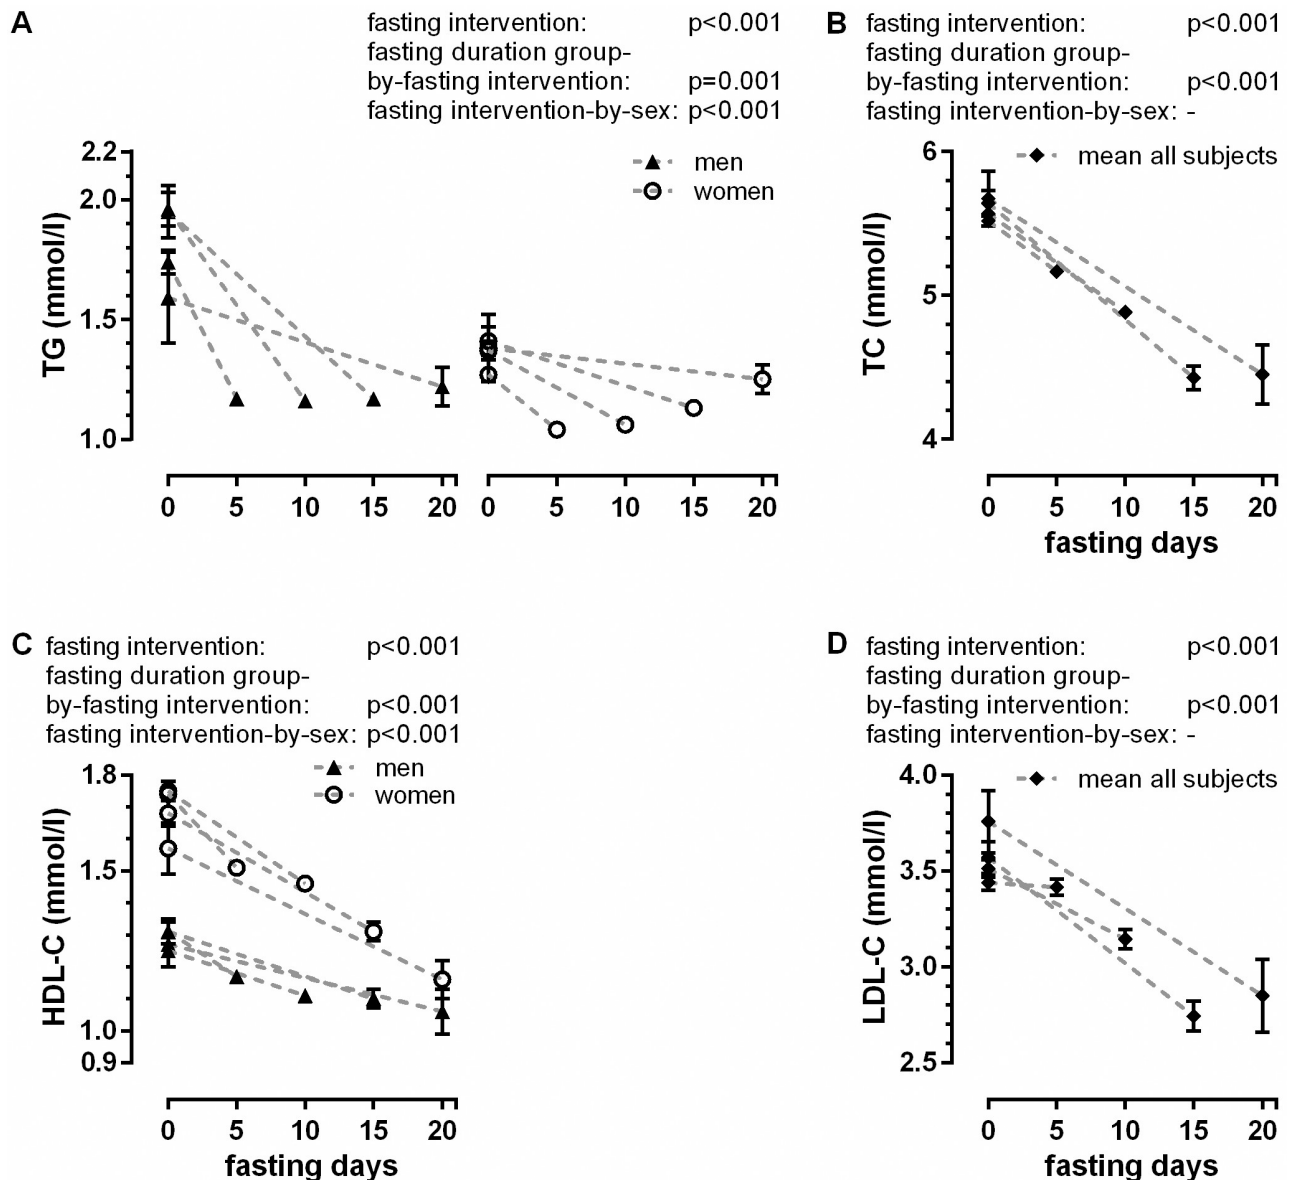 A
fasting intervention: p<0.001
fasting duration group-
by-fasting intervention: p=0.001
fasting intervention-by-sex: p<0.001
men
women
TG (mmol/l)
2.2
2.0
1.5
1.0
0 5 10 15 20
0 5 10 15 20
B
fasting intervention: p<0.001
fasting duration group-
by-fasting intervention: p<0.001
fasting intervention-by-sex: -
mean all subjects
TC (mmol/l)
6
5
4
0 5 10 15 20
fasting days
C
fasting intervention: p<0.001
fasting duration group-
by-fasting intervention: p<0.001
fasting intervention-by-sex: p<0.001
men
women
HDL-C (mmol/l)
1.8
1.5
1.0
0.9
0 5 10 15 20
fasting days
D
fasting intervention: p<0.001
fasting duration group-
by-fasting intervention: p<0.001
fasting intervention-by-sex: -
mean all subjects
LDL-C (mmol/l)
4.0
3.5
3.0
2.5
0 5 10 15 20
fasting days